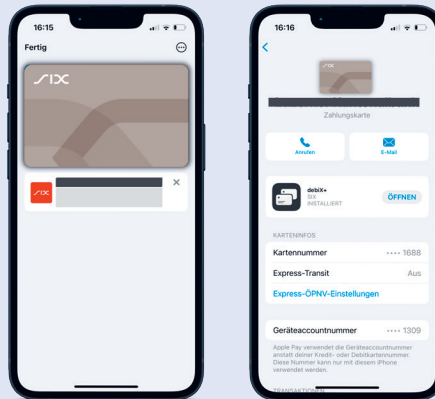 16:15
Fertig
SIX
SIX
16:16
Zahlungskarte
Anrufen
E-Mail
debiX+
SIX
INSTALLIERT
ÖFFNEN
KARTENINFOS
Kartennummer
···· 1688
Express-Transit
Aus
Express-ÖPNV-Einstellungen
Geräteaccountnummer
···· 1309
Apple Pay verwendet die Geräteaccountnummer
anstatt deiner Kredit- oder Debitkartennummer.
Diese Nummer kann nur mit diesem iPhone
verwendet werden.
TRANSAKTIONEN